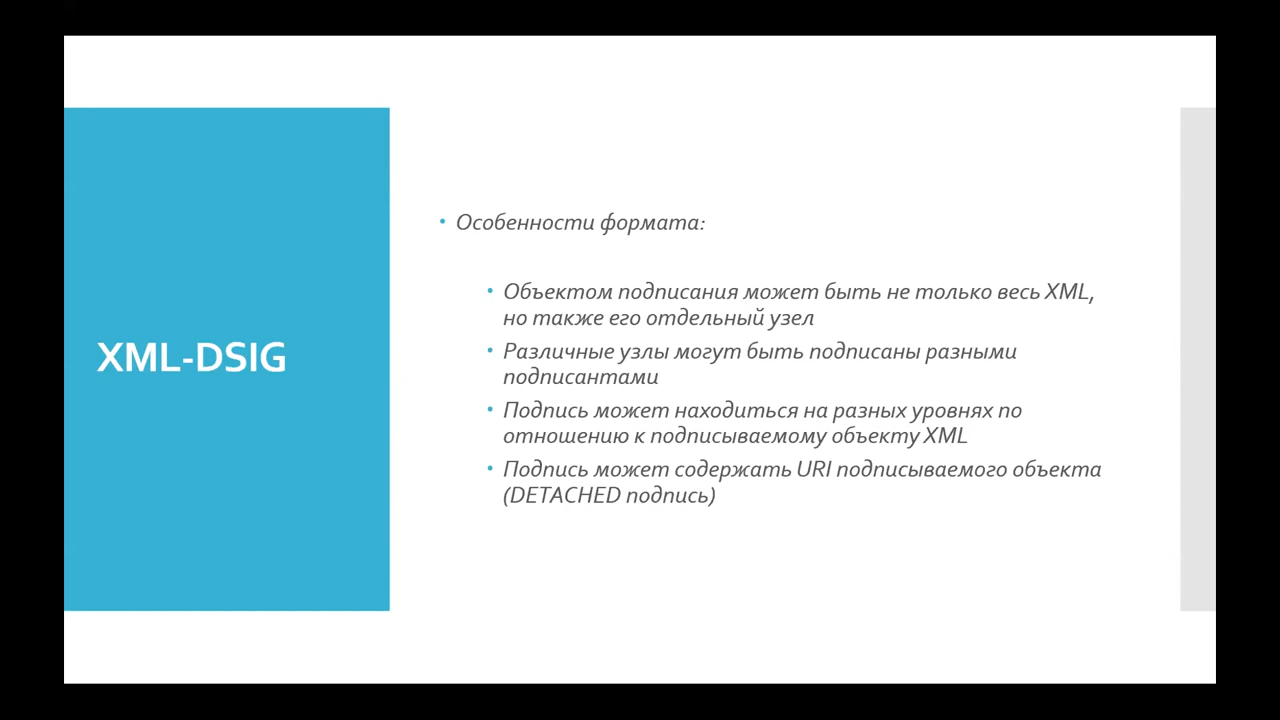 XML-DSIG
• Особенности формата:
• Объектом подписания может быть не только весь XML,
но также его отдельный узел
• Различные узлы могут быть подписаны разными
подписантами
• Подпись может находиться на разных уровнях по
отношению к подписываемому объекту XML
• Подпись может содержать URI подписываемого объекта
(DETACHED подпись)